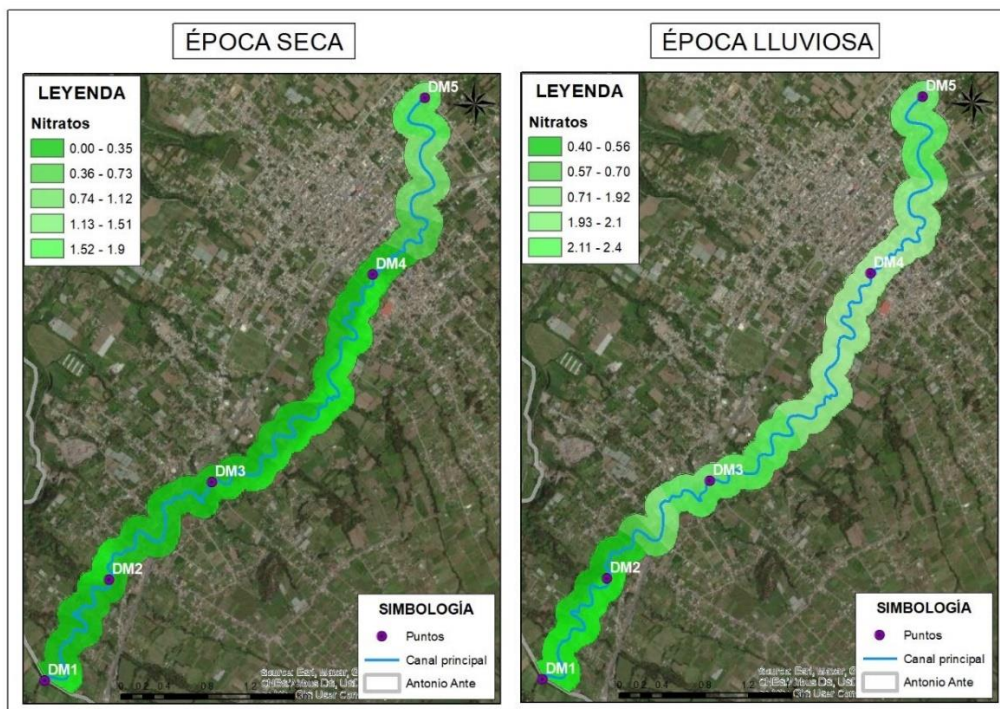 ÉPOCA SECA
LEYENDA
Nitratos
0.00 - 0.35
0.36 - 0.73
0.74 - 1.12
1.13 - 1.51
1.52 - 1.9
DM5
DM4
DM3
DM2
DM1
SIMBOLOGÍA
Puntos
Canal principal
Antonio Ante
ÉPOCA LLUVIOSA
LEYENDA
Nitratos
0.40 - 0.56
0.57 - 0.70
0.71 - 1.92
1.93 - 2.1
2.11 - 2.4
DM5
DM4
DM3
DM2
DM1
SIMBOLOGÍA
Puntos
Canal principal
Antonio Ante